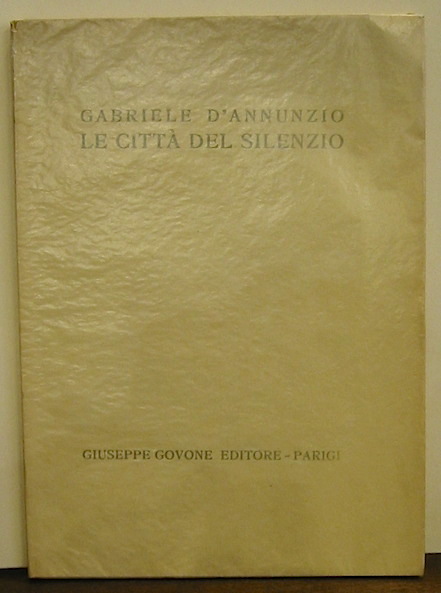 GABRIELE D'ANNUNZIO
LE CITTÀ DEL SILENZIO
GIUSEPPE GOVONE EDITORE - PARIGI